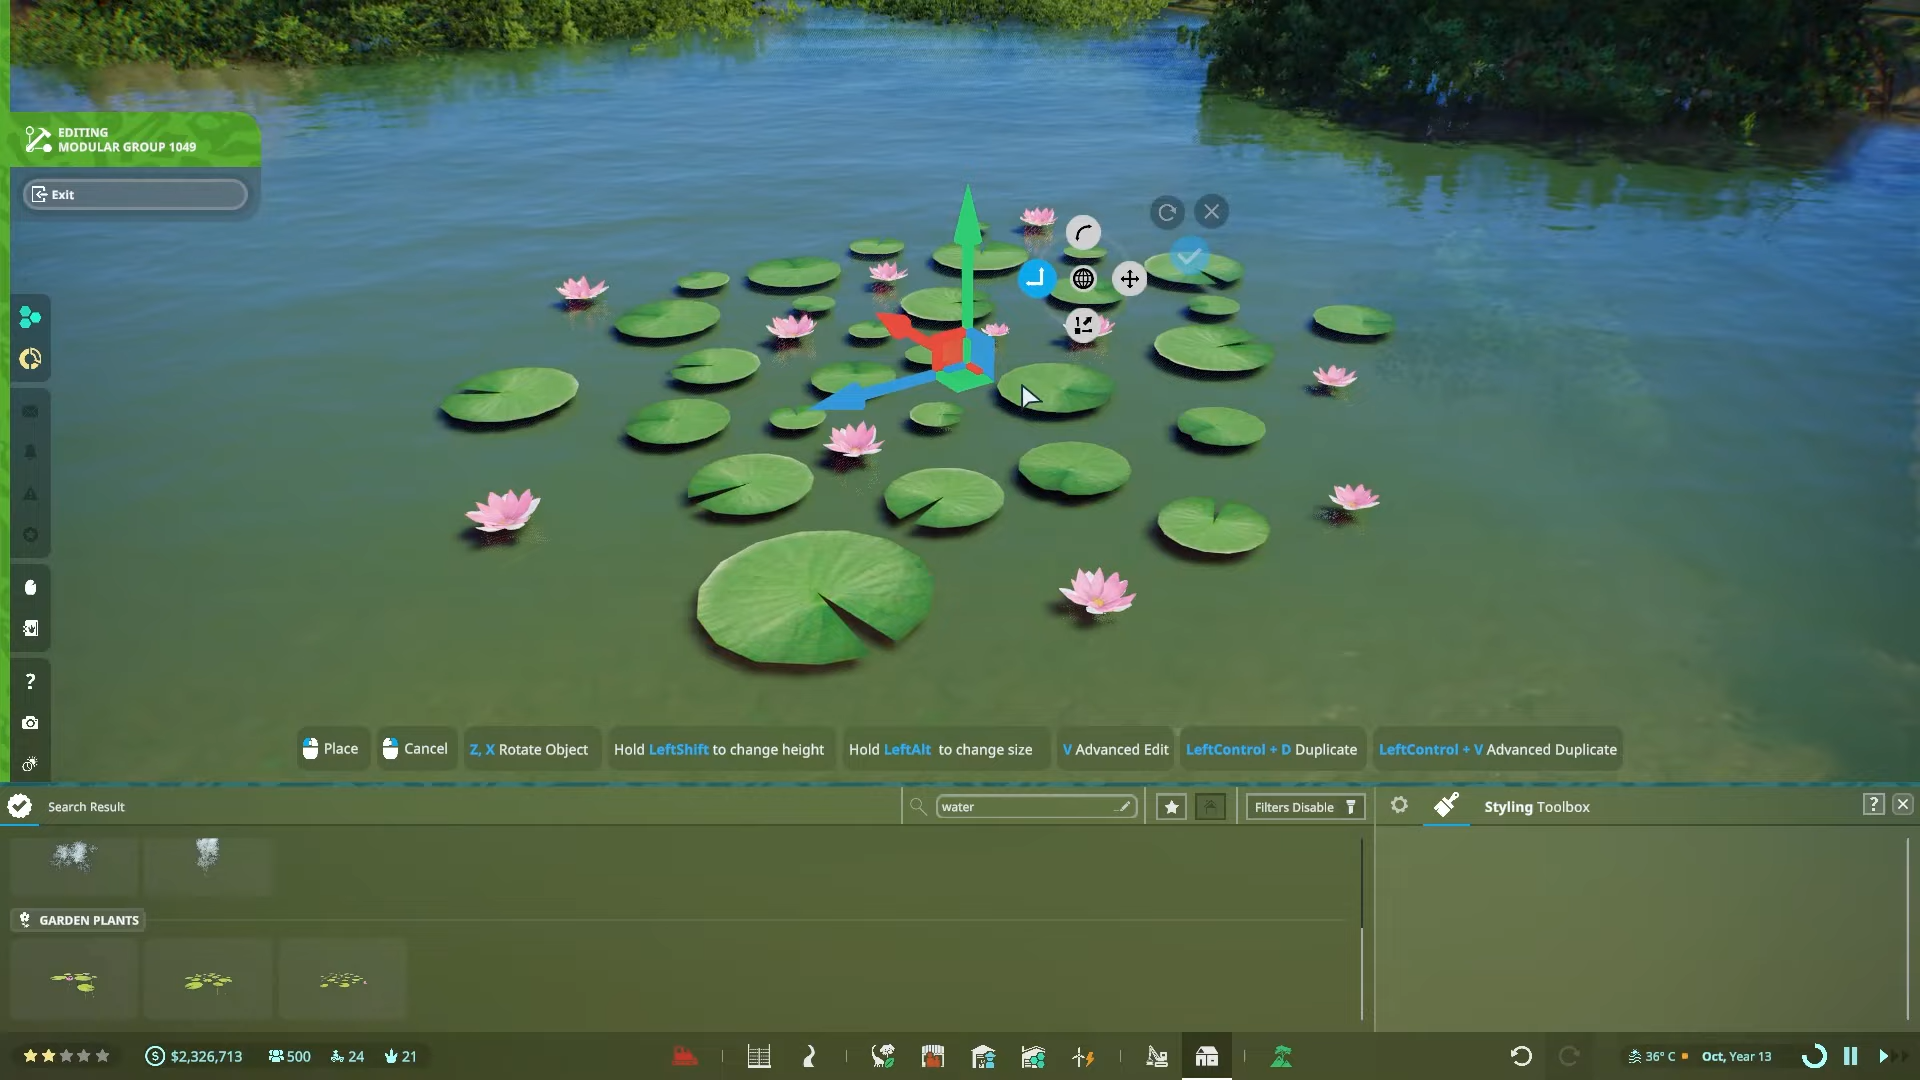 EDITING
MODULAR GROUP 1049
Exit
Place
Cancel
Z, X Rotate Object
Hold LeftShift to change height
Hold LeftAlt to change size
V Advanced Edit
LeftControl + D Duplicate
LeftControl + V Advanced Duplicate
Search Result
water
Filters Disable
Styling Toolbox
?
?
GARDEN PLANTS
$2,326,713
500
24
21
36° C
Oct, Year 13